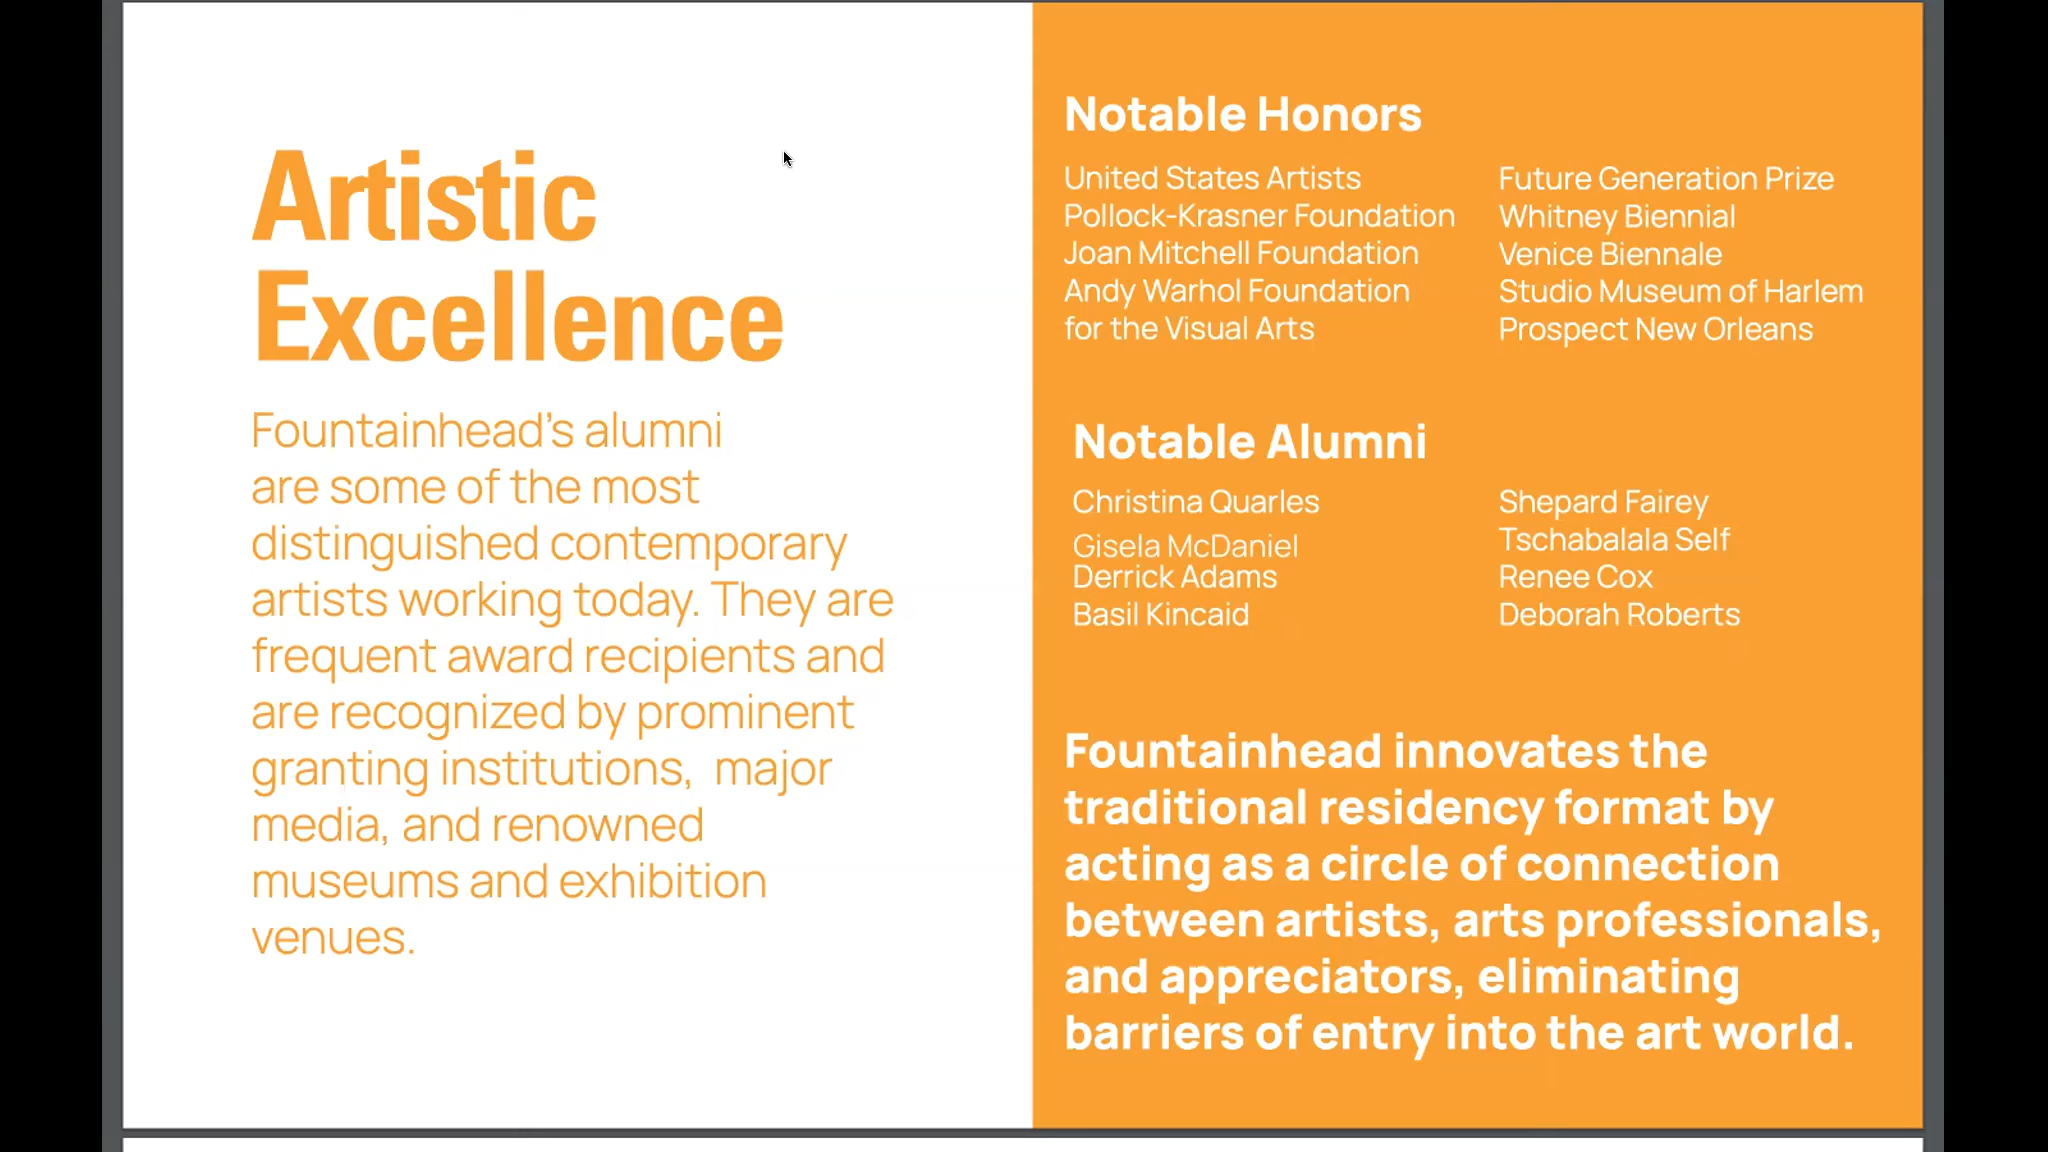 Artistic
Excellence
Fountainhead's alumni
are some of the most
distinguished contemporary
artists working today. They are
frequent award recipients and
are recognized by prominent
granting institutions,  major
media, and renowned
museums and exhibition
venues.
Notable Honors
United States Artists
Pollock-Krasner Foundation
Joan Mitchell Foundation
Andy Warhol Foundation
for the Visual Arts
Future Generation Prize
Whitney Biennial
Venice Biennale
Studio Museum of Harlem
Prospect New Orleans
Notable Alumni
Christina Quarles
Gisela McDaniel
Derrick Adams
Basil Kincaid
Shepard Fairey
Tschabalala Self
Renee Cox
Deborah Roberts
Fountainhead innovates the
traditional residency format by
acting as a circle of connection
between artists, arts professionals,
and appreciators, eliminating
barriers of entry into the art world.